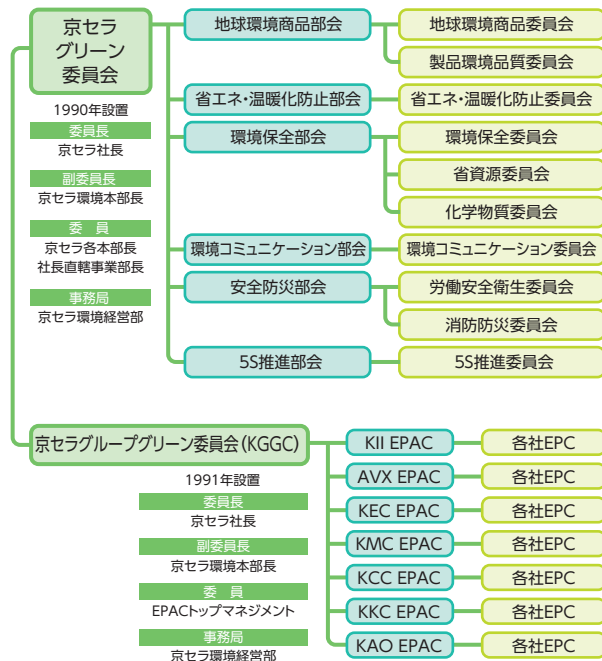 京セラ
グリーン
委員会
1990年設置
委員長
京セラ社長
副委員長
京セラ環境本部長
委 員
京セラ各本部長
社長直轄事業部長
事務局
京セラ環境経営部
地球環境商品部会
地球環境商品委員会
製品環境品質委員会
省エネ・温暖化防止部会
省エネ・温暖化防止委員会
環境保全部会
環境保全委員会
省資源委員会
化学物質委員会
環境コミュニケーション部会
環境コミュニケーション委員会
安全防災部会
労働安全衛生委員会
消防防災委員会
5S推進部会
5S推進委員会
京セラグループグリーン委員会(KGGC)
1991年設置
委員長
京セラ社長
副委員長
京セラ環境本部長
委 員
EPACトップマネジメント
事務局
京セラ環境経営部
KII EPAC
各社EPC
AVX EPAC
各社EPC
KEC EPAC
各社EPC
KMC EPAC
各社EPC
KCC EPAC
各社EPC
KKC EPAC
各社EPC
KAO EPAC
各社EPC